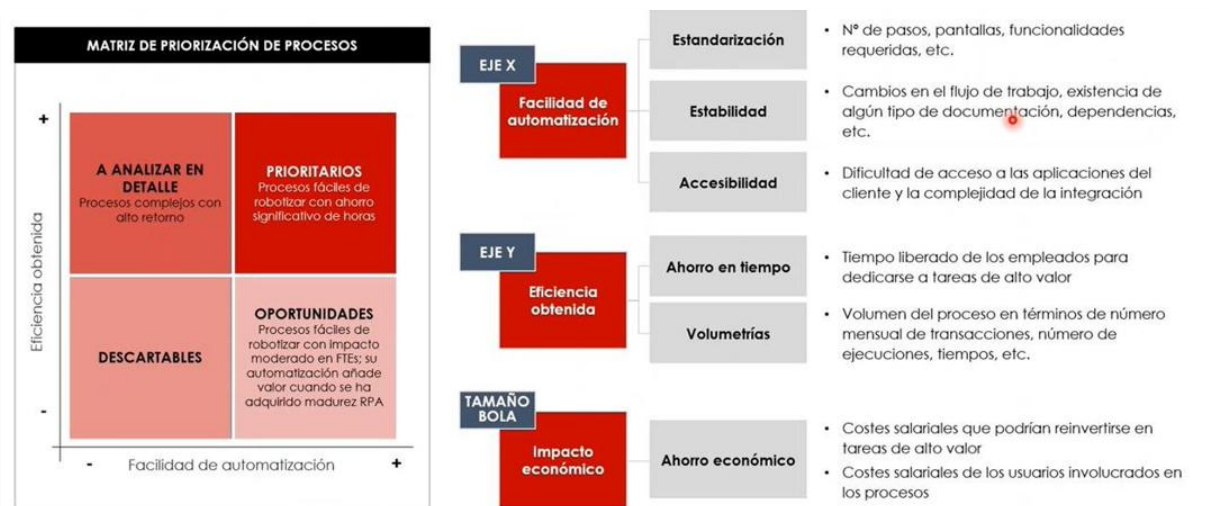 MATRIZ DE PRIORIZACIÓN DE PROCESOS
+
A ANALIZAR EN
DETALLE
Procesos complejos con
alto retorno
PRIORITARIOS
Procesos fáciles de
robotizar con ahorro
significativo de horas
Eficiencia obtenida
DESCARTABLES
OPORTUNIDADES
Procesos fáciles de
robotizar con impacto
moderado en FTEs; su
automatización añade
valor cuando se ha
adquirido madurez RPA
-
- Facilidad de automatización +
EJE X
Facilidad de
automatización
Estandarización
• Nº de pasos, pantallas, funcionalidades
requeridas, etc.
Estabilidad
• Cambios en el flujo de trabajo, existencia de
algún tipo de documentación, dependencias,
etc.
Accesibilidad
• Dificultad de acceso a las aplicaciones del
cliente y la complejidad de la integración
EJE Y
Eficiencia
obtenida
Ahorro en tiempo
• Tiempo liberado de los empleados para
dedicarse a tareas de alto valor
Volumetrías
• Volumen del proceso en términos de número
mensual de transacciones, número de
ejecuciones, tiempos, etc.
TAMAÑO
BOLA
Impacto
económico
Ahorro económico
• Costes salariales que podrían reinvertirse en
tareas de alto valor
• Costes salariales de los usuarios involucrados en
los procesos